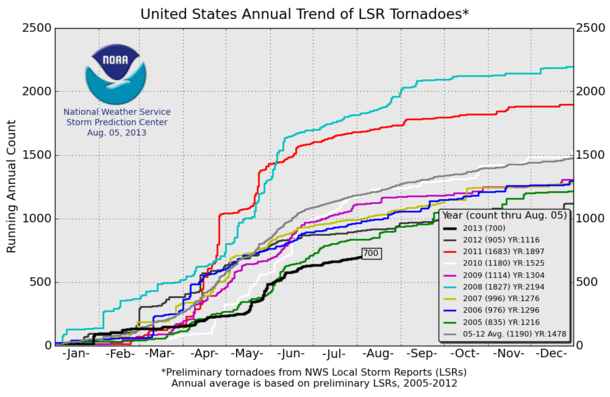 United States Annual Trend of LSR Tornadoes*
2500
2000
1500
1000
500
0
2500
2000
1500
1000
500
0
Running Annual Count
NOAA
National Weather Service
Storm Prediction Center
Aug. 05, 2013
700
Year (count thru Aug. 05)
2013 (700)
2012 (905) YR:1116
2011 (1683) YR:1897
2010 (1180) YR:1525
2009 (1114) YR:1304
2008 (1827) YR:2194
2007 (996) YR:1276
2006 (976) YR:1296
2005 (835) YR:1216
05-12 Avg. (1190) YR:1478
-Jan- -Feb- -Mar- -Apr- -May- -Jun- -Jul- -Aug- -Sep- -Oct- -Nov- -Dec-
*Preliminary tornadoes from NWS Local Storm Reports (LSRs)
Annual average is based on preliminary LSRs, 2005-2012